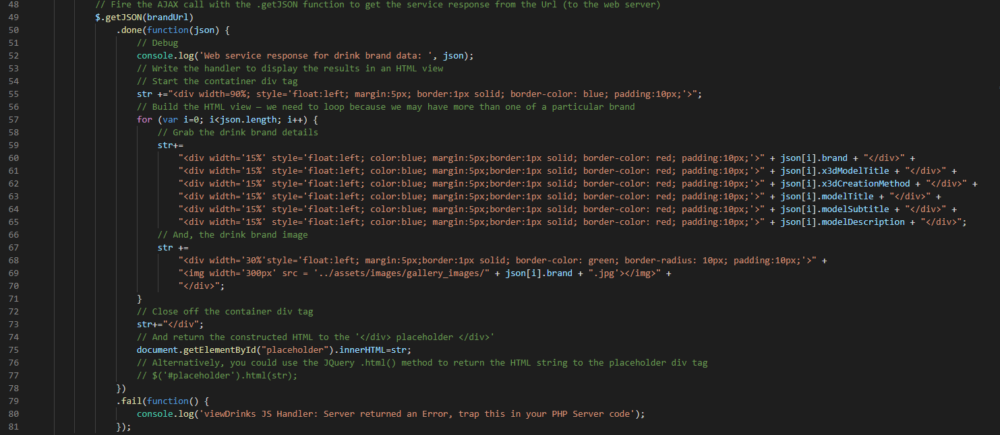 48 // Fire the AJAX call with the .getJSON function to get the service response from the Url (to the web server)
49 $.getJSON(brandUrl)
50 .done(function(json) {
51 // Debug
52 console.log('Web service response for drink brand data: ', json);
53 // Write the handler to display the results in an HTML view
54 // Start the contatiner div tag
55 str +="<div width=90%; style='float:left; margin:5px; border:1px solid; border-color: blue; padding:10px;'>";
56 // Build the HTML view – we need to loop because we may have more than one of a particular brand
57 for (var i=0; i<json.length; i++) {
58 // Grab the drink brand details
59 str+=
60 "<div width='15%' style='float:left; color:blue; margin:5px;border:1px solid; border-color: red; padding:10px;'>" + json[i].brand + "</div>" +
61 "<div width='15%' style='float:left; color:blue; margin:5px;border:1px solid; border-color: red; padding:10px;'>" + json[i].x3dModelTitle + "</div>" +
62 "<div width='15%' style='float:left; color:blue; margin:5px;border:1px solid; border-color: red; padding:10px;'>" + json[i].x3dCreationMethod + "</div>" +
63 "<div width='15%' style='float:left; color:blue; margin:5px;border:1px solid; border-color: red; padding:10px;'>" + json[i].modelTitle + "</div>" +
64 "<div width='15%' style='float:left; color:blue; margin:5px;border:1px solid; border-color: red; padding:10px;'>" + json[i].modelSubtitle + "</div>" +
65 "<div width='15%' style='float:left; color:blue; margin:5px;border:1px solid; border-color: red; padding:10px;'>" + json[i].modelDescription + "</div>";
66 // And, the drink brand image
67 str +=
68 "<div width='30%'style='float:left; margin:5px;border:1px solid; border-color: green; border-radius: 10px; padding:10px;'>" +
69 "<img width='300px' src = '../assets/images/gallery_images/" + json[i].brand + ".jpg'></img>" +
70 "</div>";
71 }
72 // Close off the container div tag
73 str+="</div";
74 // And return the constructed HTML to the '</div> placeholder </div>'
75 document.getElementById("placeholder").innerHTML=str;
76 // Alternatively, you could use the JQuery .html() method to return the HTML string to the placeholder div tag
77 // $('#placeholder').html(str);
78 })
79 .fail(function() {
80 console.log('viewDrinks JS Handler: Server returned an Error, trap this in your PHP Server code');
81 });